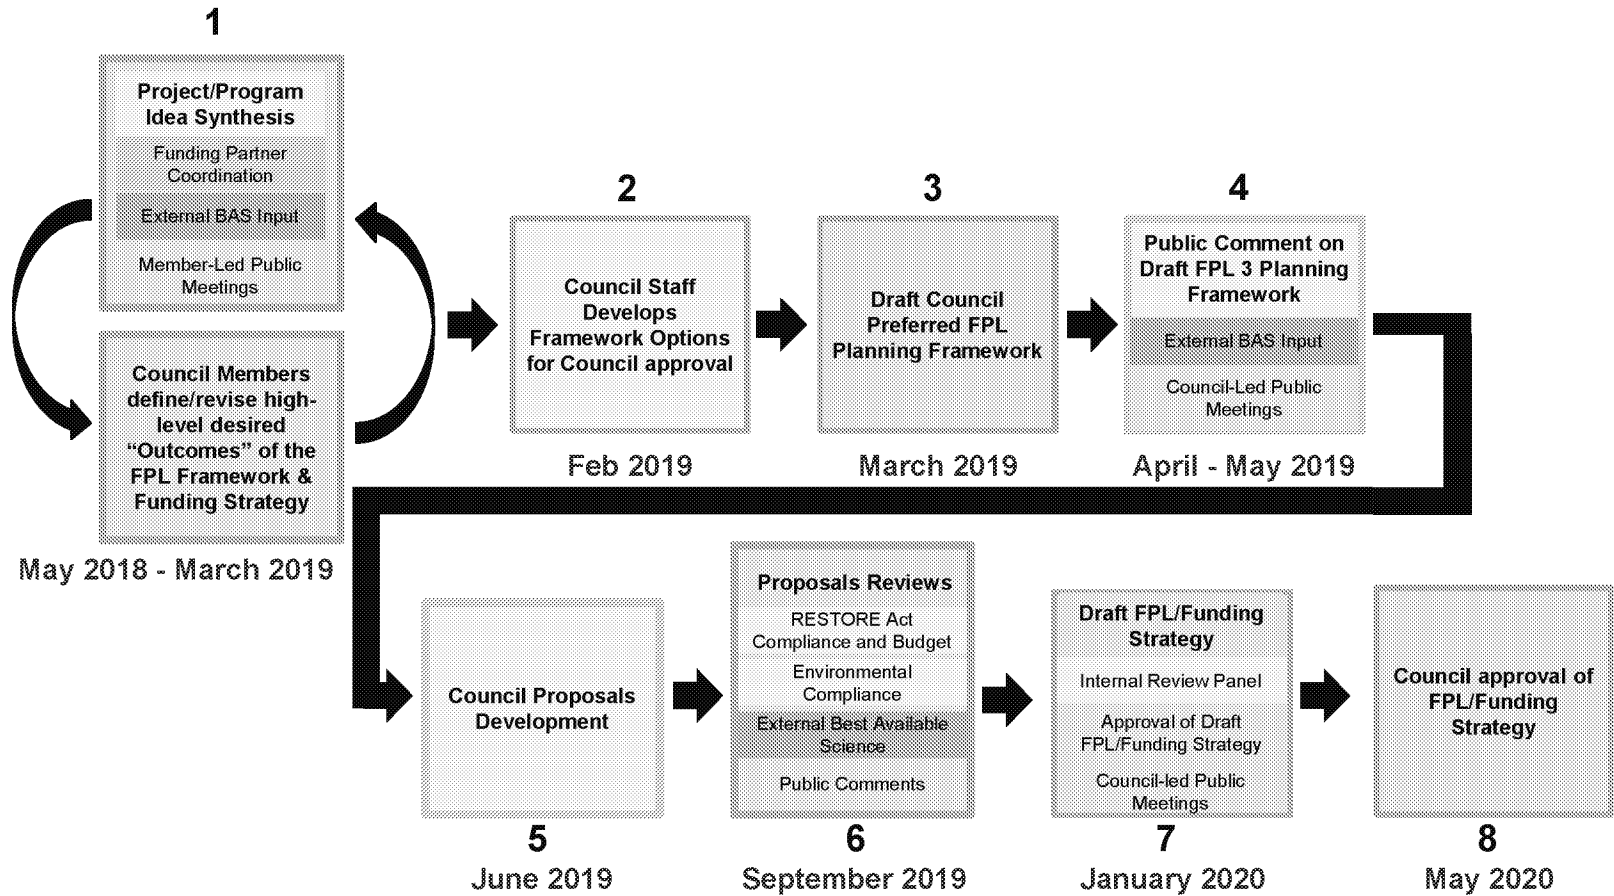 1
Project/Program
Idea Synthesis
Funding Partner
Coordination
External BAS Input
Member-Led Public
Meetings
Council Members
define/revise high-
level desired
“Outcomes” of the
FPL Framework &
Funding Strategy
May 2018 - March 2019
2
Council Staff
Develops
Framework Options
for Council approval
Feb 2019
3
Draft Council
Preferred FPL
Planning Framework
March 2019
4
Public Comment on
Draft FPL 3 Planning
Framework
External BAS Input
Council-Led Public
Meetings
April - May 2019
Council Proposals
Development
5
June 2019
Proposals Reviews
RESTORE Act
Compliance and Budget
Environmental
Compliance
External Best Available
Science
Public Comments
6
September 2019
Draft FPL/Funding
Strategy
Internal Review Panel
Approval of Draft
FPL/Funding Strategy
Council-led Public
Meetings
7
January 2020
Council approval of
FPL/Funding
Strategy
8
May 2020